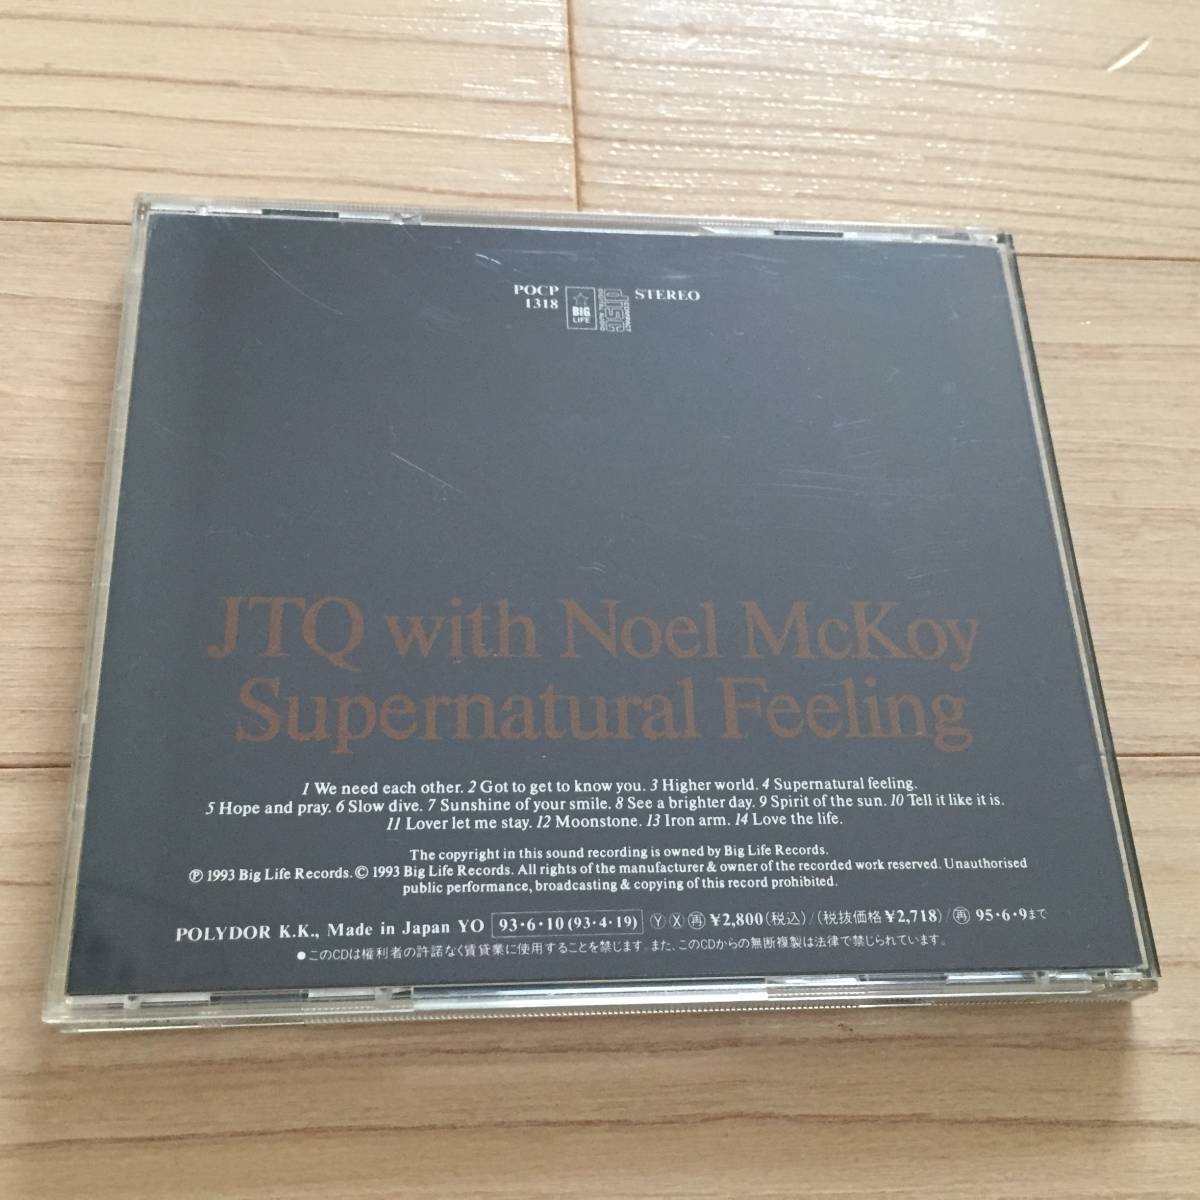 POCP
1318
BIG
LIFE
COMPACT
disc
DIGITAL AUDIO
STEREO
JTQ with Noel McKoy
Supernatural Feeling
1 We need each other. 2 Got to get to know you. 3 Higher world. 4 Supernatural feeling.
5 Hope and pray. 6 Slow dive. 7 Sunshine of your smile. 8 See a brighter day. 9 Spirit of the sun. 10 Tell it like it is.
11 Lover let me stay. 12 Moonstone. 13 Iron arm. 14 Love the life.
The copyright in this sound recording is owned by Big Life Records.
℗ 1993 Big Life Records. © 1993 Big Life Records. All rights of the manufacturer & owner of the recorded work reserved. Unauthorised
public performance, broadcasting & copying of this record prohibited.
POLYDOR K.K., Made in Japan YO 93・6・10 (93・4・19) Ⓨ Ⓧ ㊢ ¥2,800(税込)/(税抜価格¥2,718)/㊢ 95・6・9まで
●このCDは権利者の許諾なく賃貸業に使用することを禁じます。また、このCDからの無断複製は法律で禁じられています。